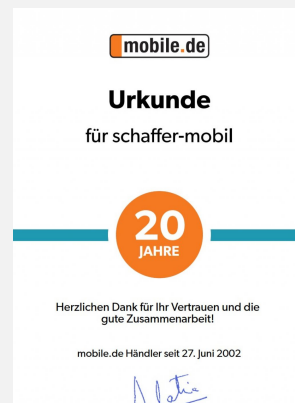 mobile.de
Urkunde
für schaffer-mobil
20
JAHRE
Herzlichen Dank für Ihr Vertrauen und die
gute Zusammenarbeit!
mobile.de Händler seit 27. Juni 2002